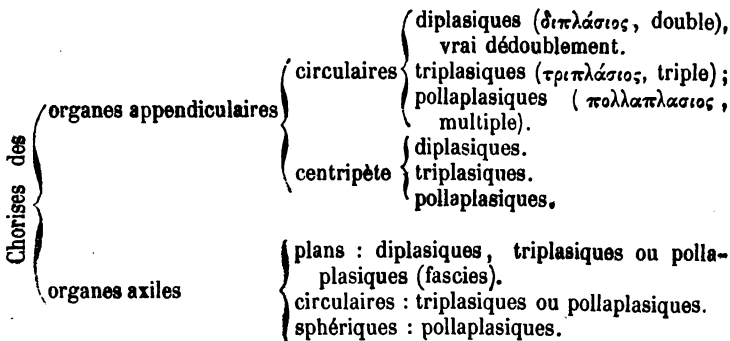 diplasiques (διπλάσιος, double),
vrai dédoublement.
circulaires
triplasiques (τριπλάσιος, triple) ;
organes appendiculaires
pollaplasiques ( πολλαπλασιος ,
multiple).
diplasiques.
centripète
triplasiques.
pollaplasiques.
Chorises des
plans : diplasiques, triplasiques ou polla-
plasiques (fascies).
organes axiles
circulaires : triplasiques ou pollaplasiques.
sphériques : pollaplasiques.